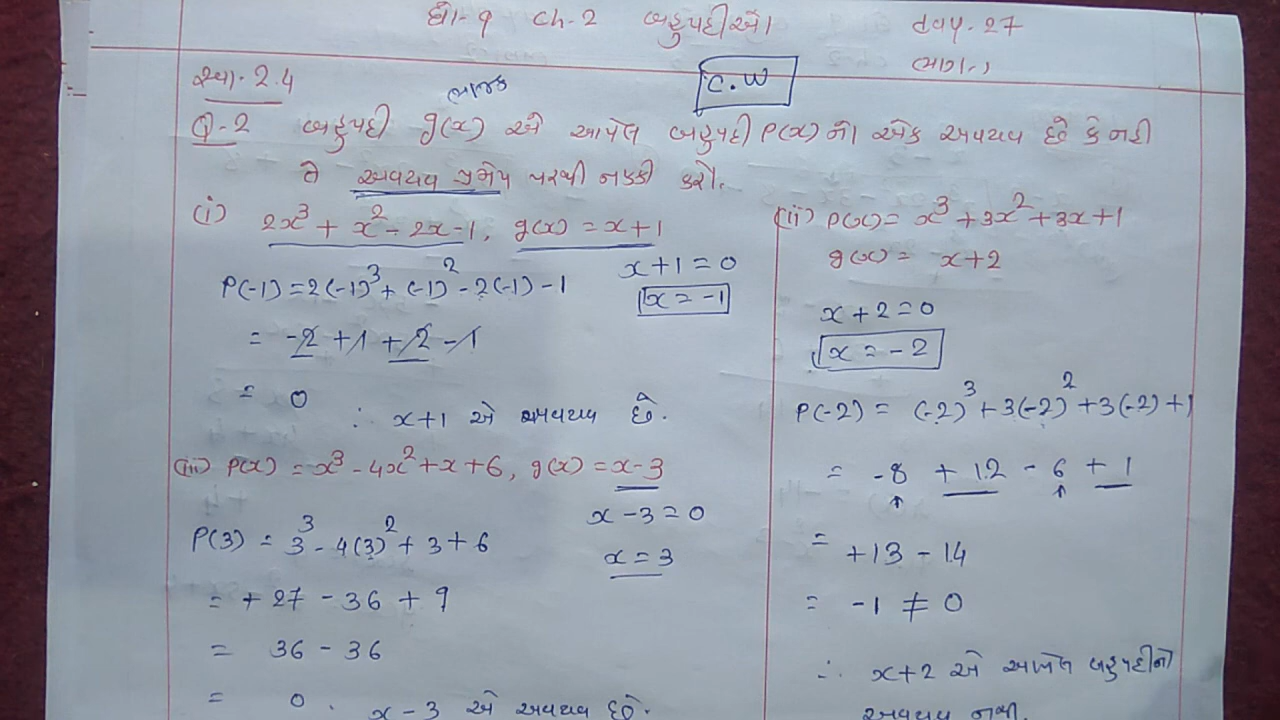 ધો-9 Ch-2 બહુપદીઓ day-27
ભાગ-1
સ્વા. 2.4
C.W
ભાજક
Q-2 બહુપદી g(x) એ આપેલ બહુપદી P(x) નો એક અવયવ છે કે નહી
તે અવયવ પ્રમેય પરથી નક્કી કરો.
(i) 2x³ + x² - 2x - 1, g(x) = x+1
x+1 = 0
x = -1
P(-1) = 2(-1)³ + (-1)² - 2(-1) - 1
= -2 + 1 + 2 - 1
= 0
∴ x+1 એ અવયવ છે.
(iii) P(x) = x³ - 4x² + x + 6, g(x) = x-3
x - 3 = 0
x = 3
P(3) = 3³ - 4(3)² + 3 + 6
= + 27 - 36 + 9
= 36 - 36
= 0. x - 3 એ અવયવ છે.
(ii) P(x) = x³ + 3x² + 3x + 1
g(x) = x+2
x + 2 = 0
x = -2
P(-2) = (-2)³ + 3(-2)² + 3(-2) + 1
= -8 + 12 - 6 + 1
= +13 - 14
= -1 ≠ 0
∴ x+2 એ આપેલ બહુપદીનો
અવયવ નથી.